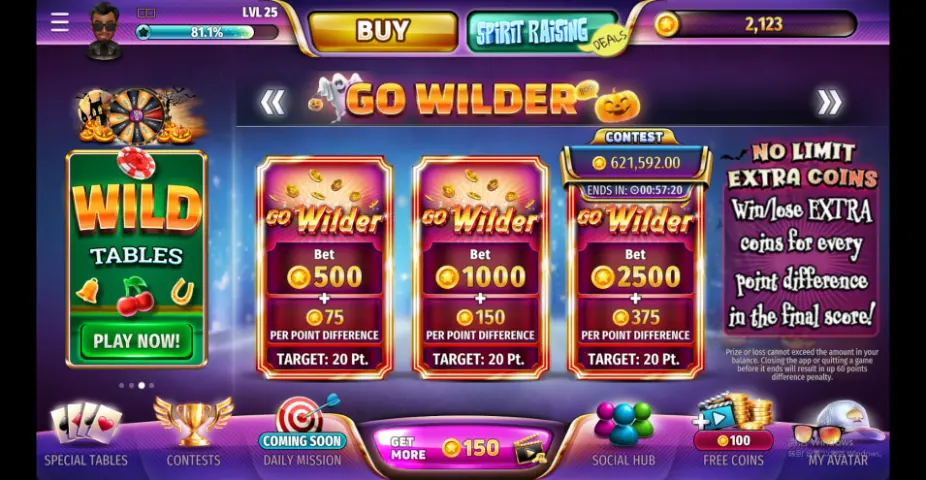 LVL 25
81.1%
BUY
SPIRIT RAISING
DEALS
2,123
GO WILDER
WILD
TABLES
PLAY NOW!
GO Wilder
Bet
500
+
75
PER POINT DIFFERENCE
TARGET: 20 Pt.
GO Wilder
Bet
1000
+
150
PER POINT DIFFERENCE
TARGET: 20 Pt.
CONTEST
621,592.00
ENDS IN: 00:57:20
GO Wilder
Bet
2500
+
375
PER POINT DIFFERENCE
TARGET: 20 Pt.
NO LIMIT
EXTRA COINS
Win/lose EXTRA
coins for every
point difference
in the final score!
Prize or loss cannot exceed the amount in your
balance. Closing the app or quitting a game
before it ends will result in up 60 points
difference penalty.
SPECIAL TABLES
CONTESTS
COMING SOON
DAILY MISSION
GET
MORE
150
SOCIAL HUB
+
100
FREE COINS
Windows
Windows
MY AVATAR